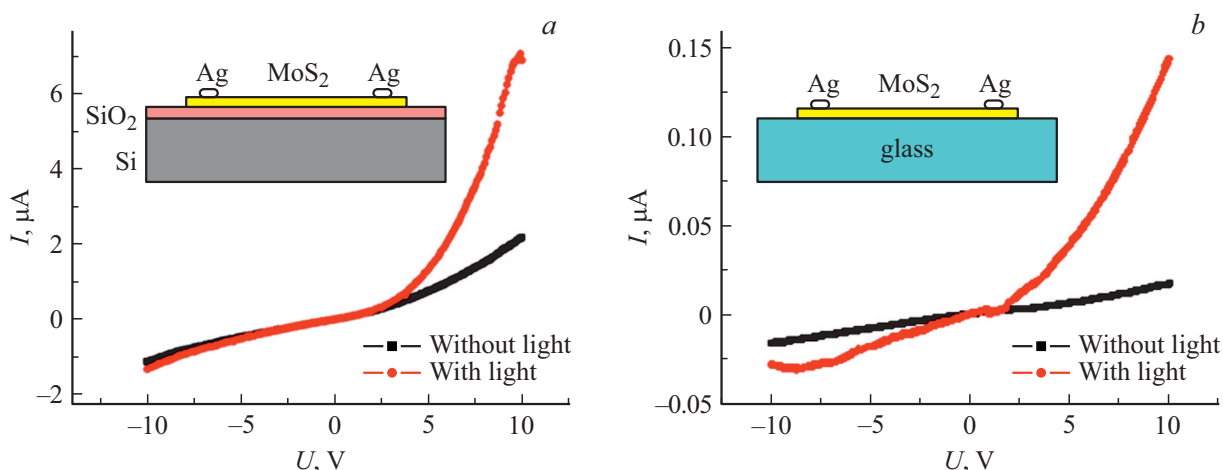 a
6
4
2
0
–2
I, µA
Ag MoS2 Ag
SiO2
Si
Without light
With light
–10 –5 0 5 10
U, V
b
0.15
0.10
0.05
0
–0.05
I, µA
Ag MoS2 Ag
glass
Without light
With light
–10 –5 0 5 10
U, V